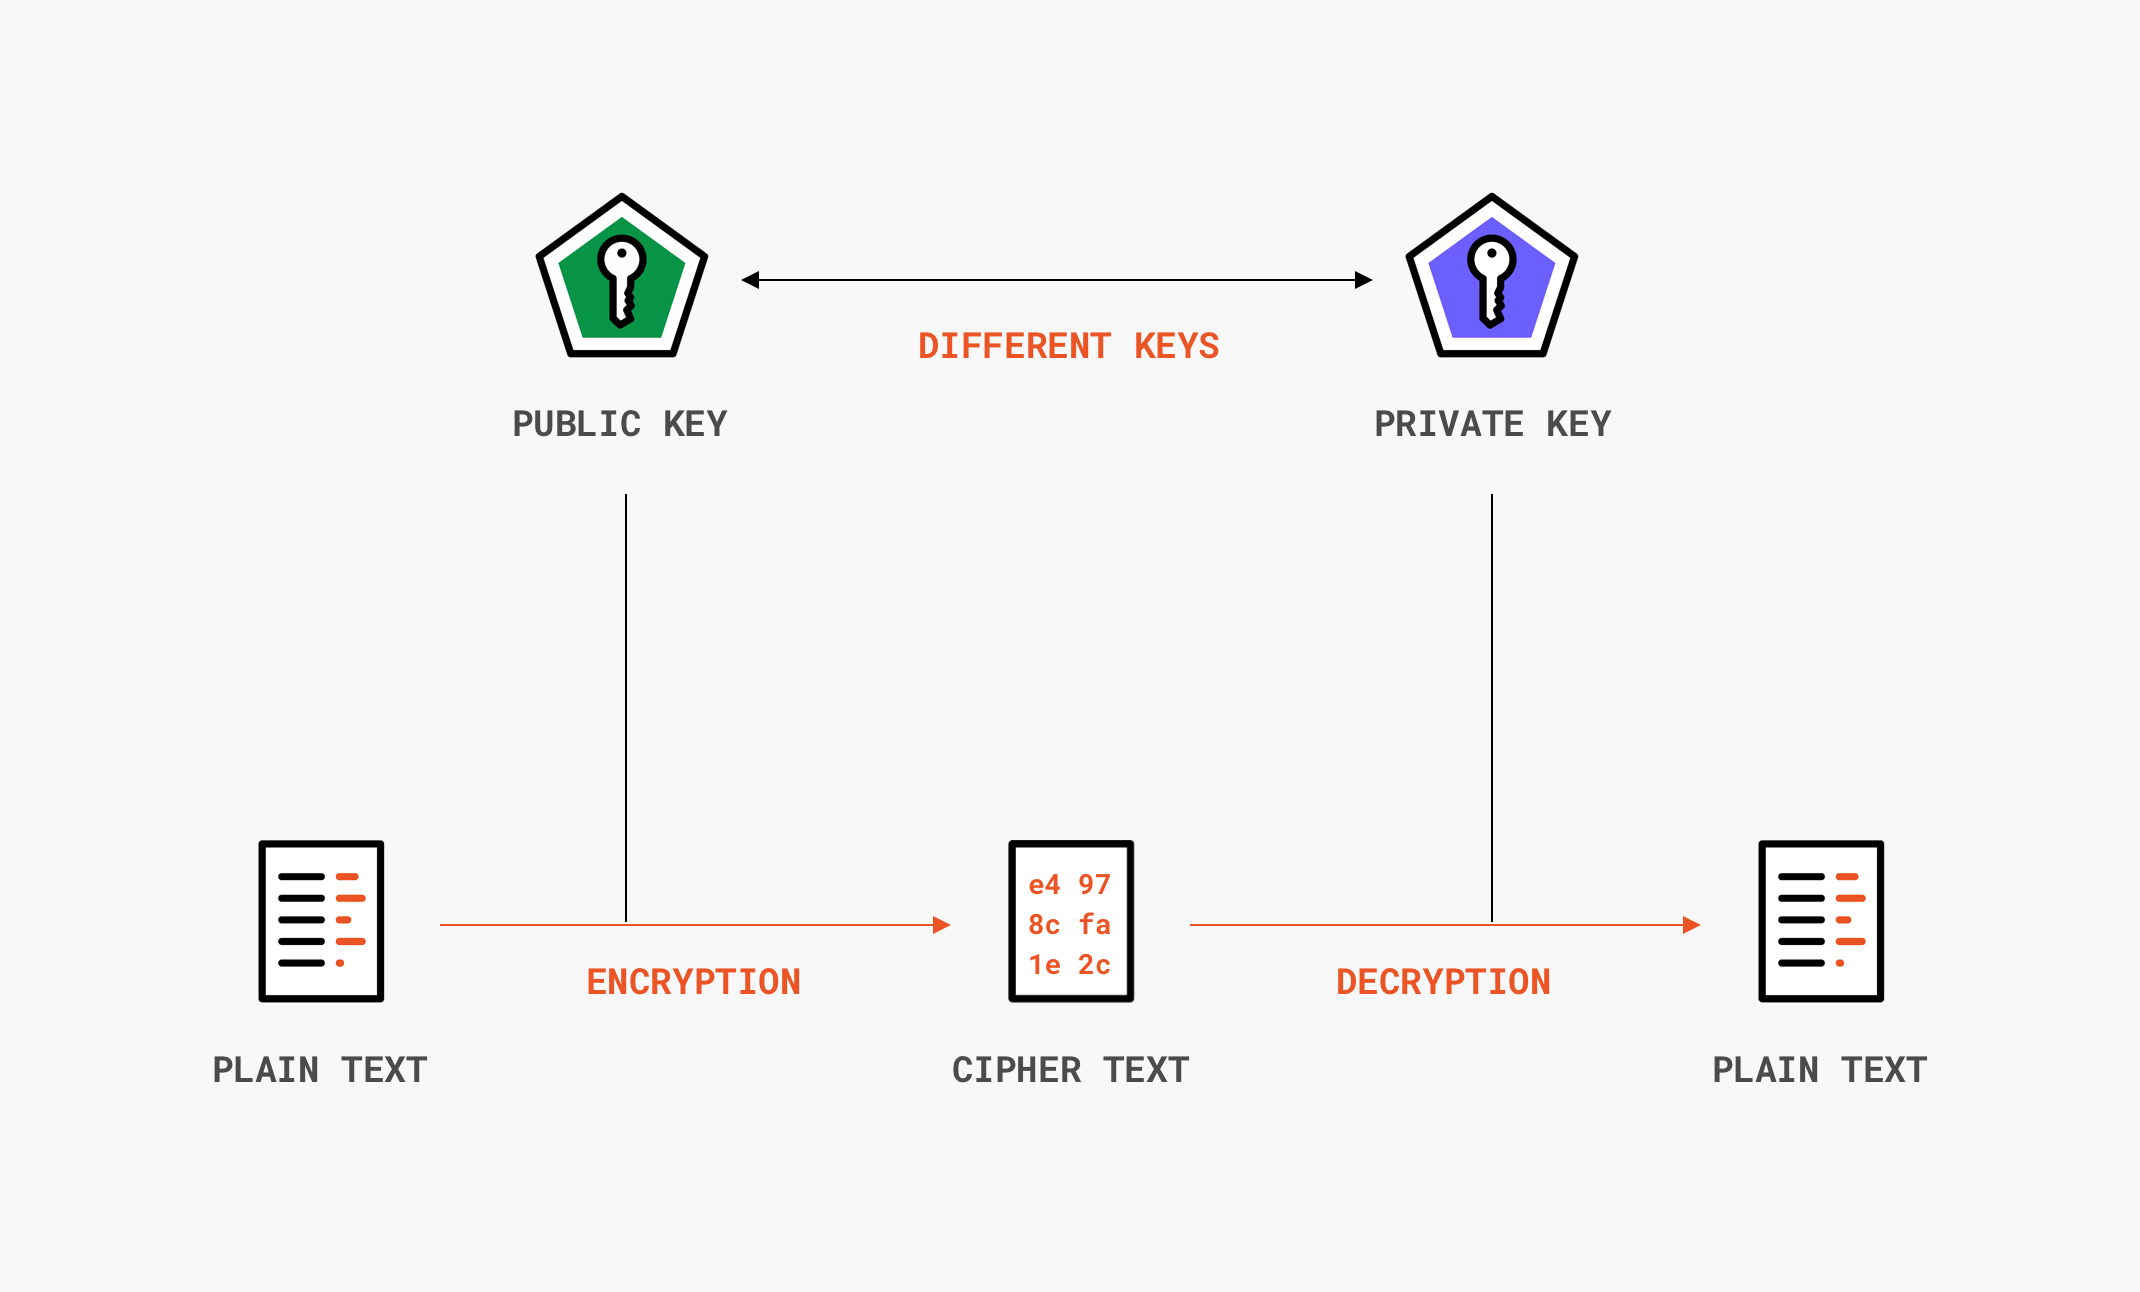 DIFFERENT KEYS
PUBLIC KEY
PRIVATE KEY
e4 97
8c fa
1e 2c
ENCRYPTION
DECRYPTION
PLAIN TEXT
CIPHER TEXT
PLAIN TEXT